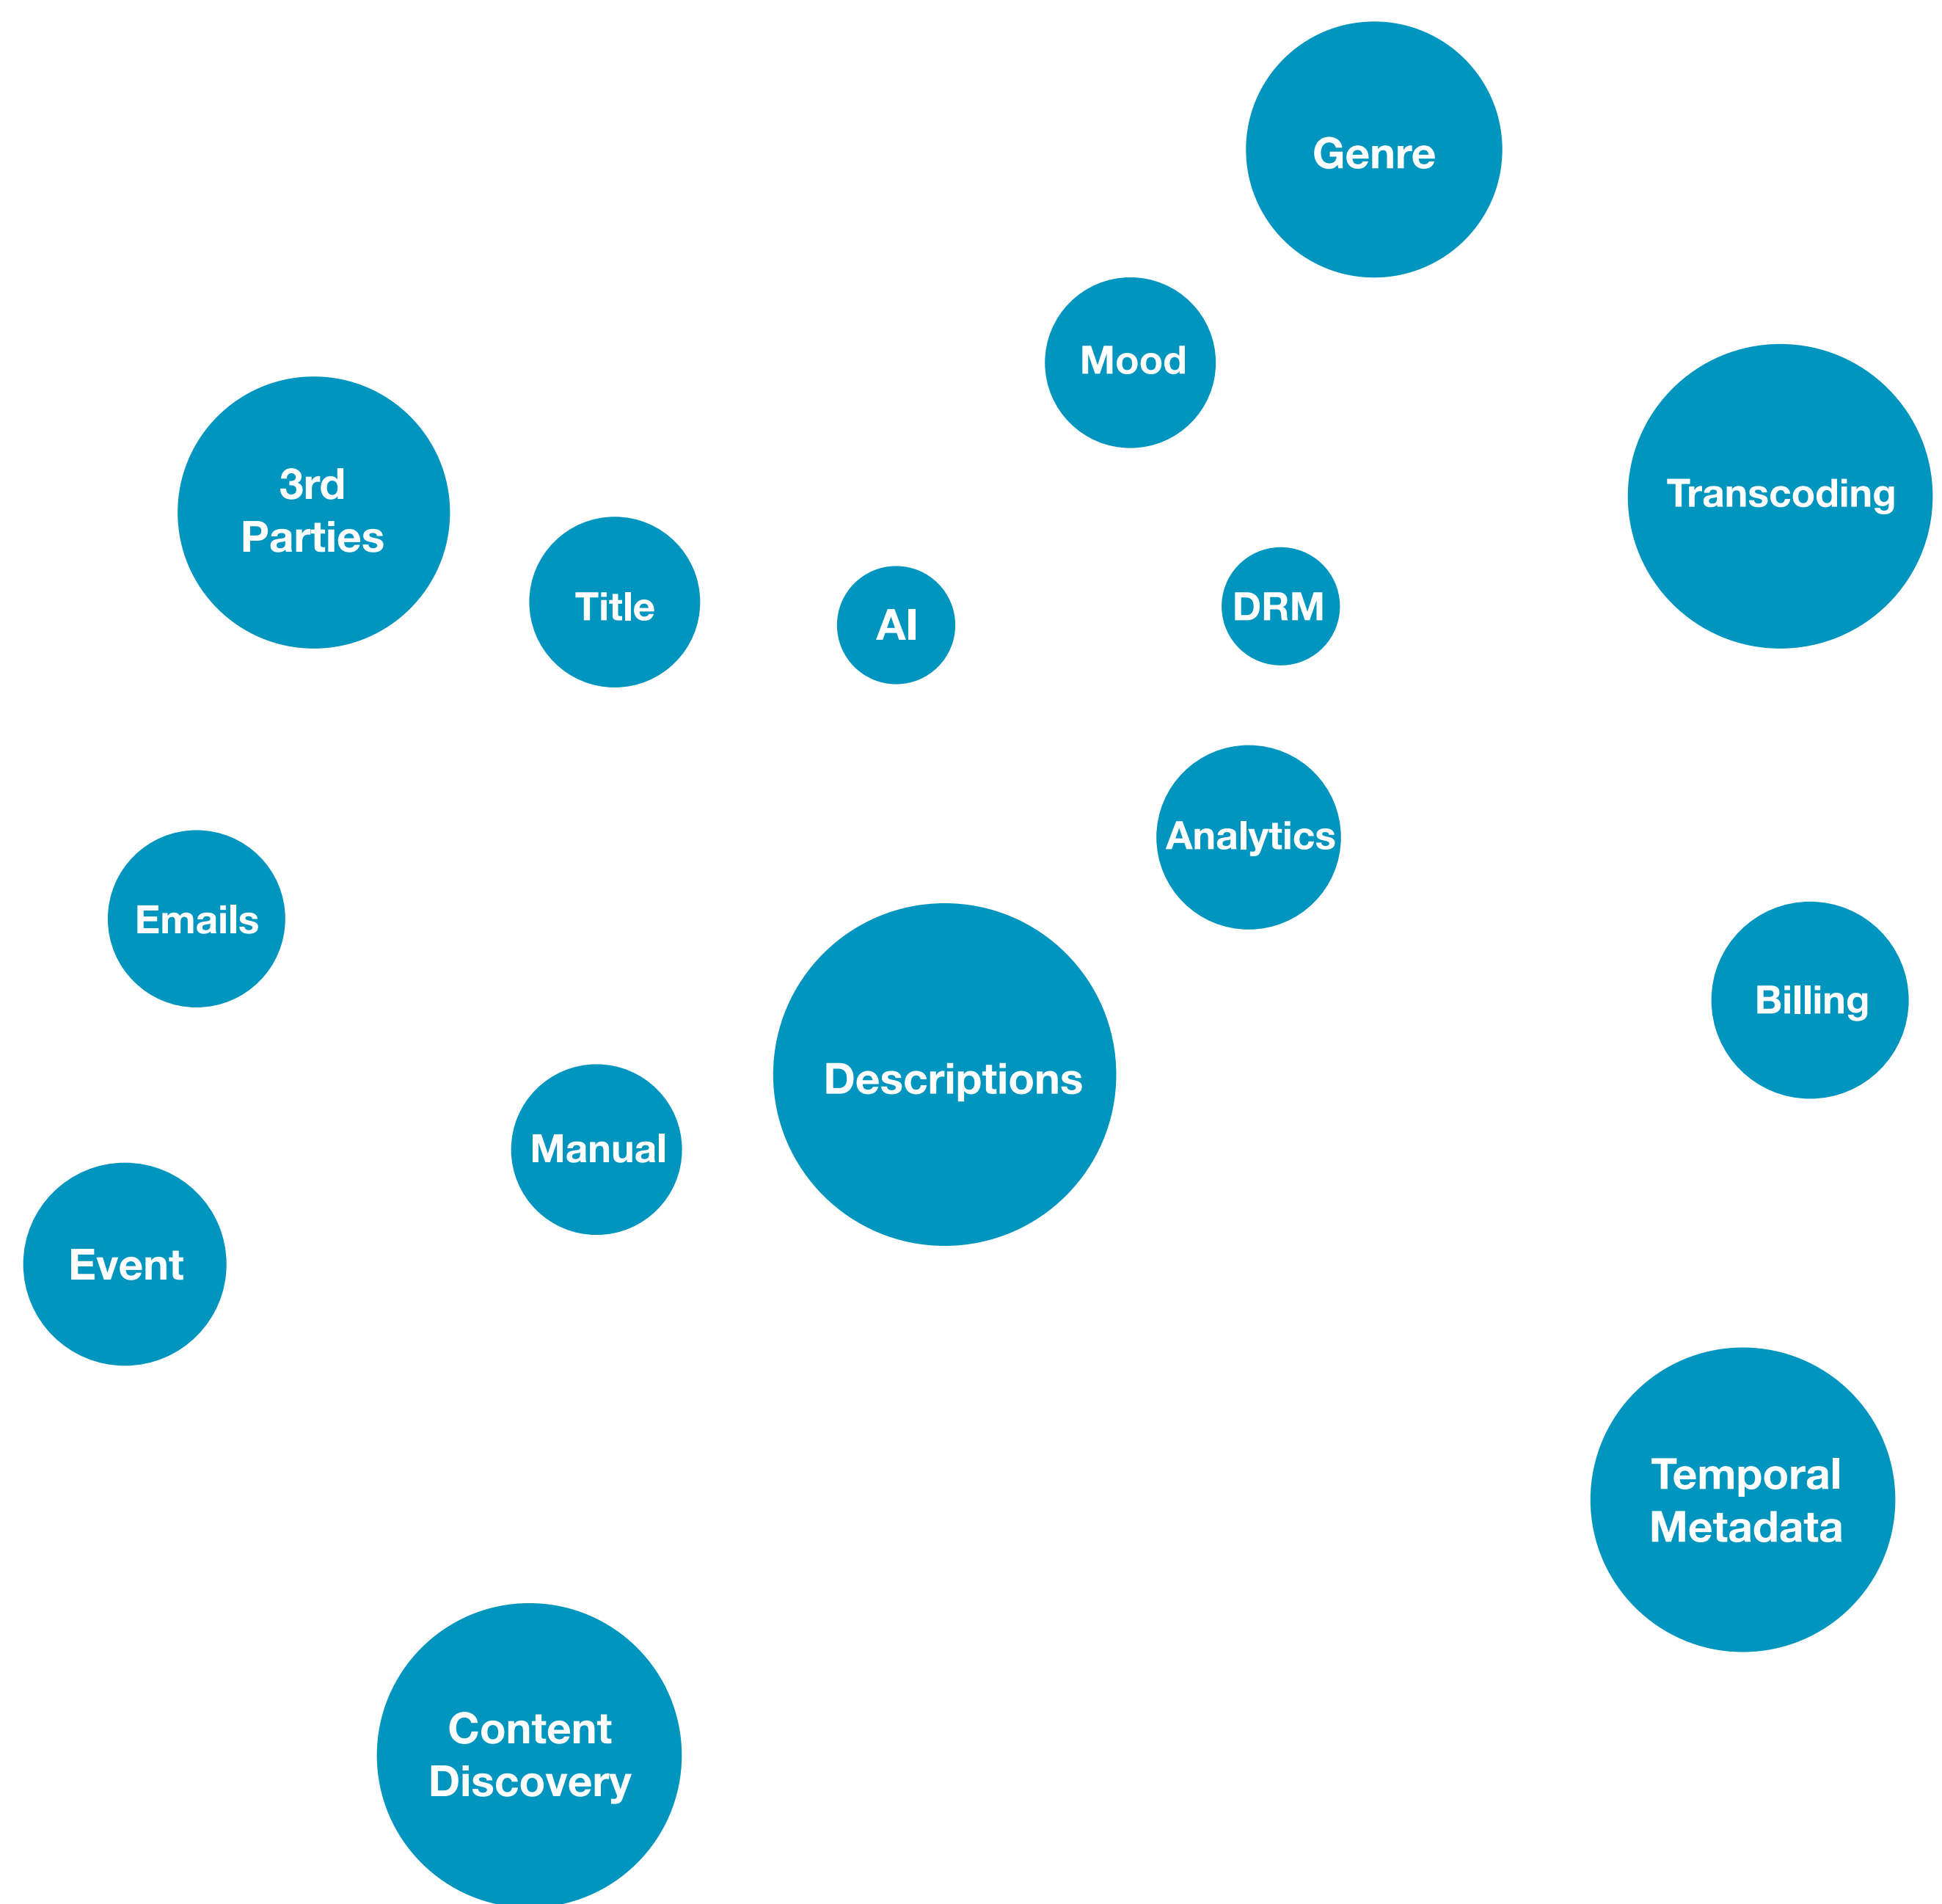 Genre
Mood
3rd
Parties
Transcoding
Title
AI
DRM
Analytics
Emails
Billing
Descriptions
Manual
Event
Temporal
Metadata
Content
Discovery